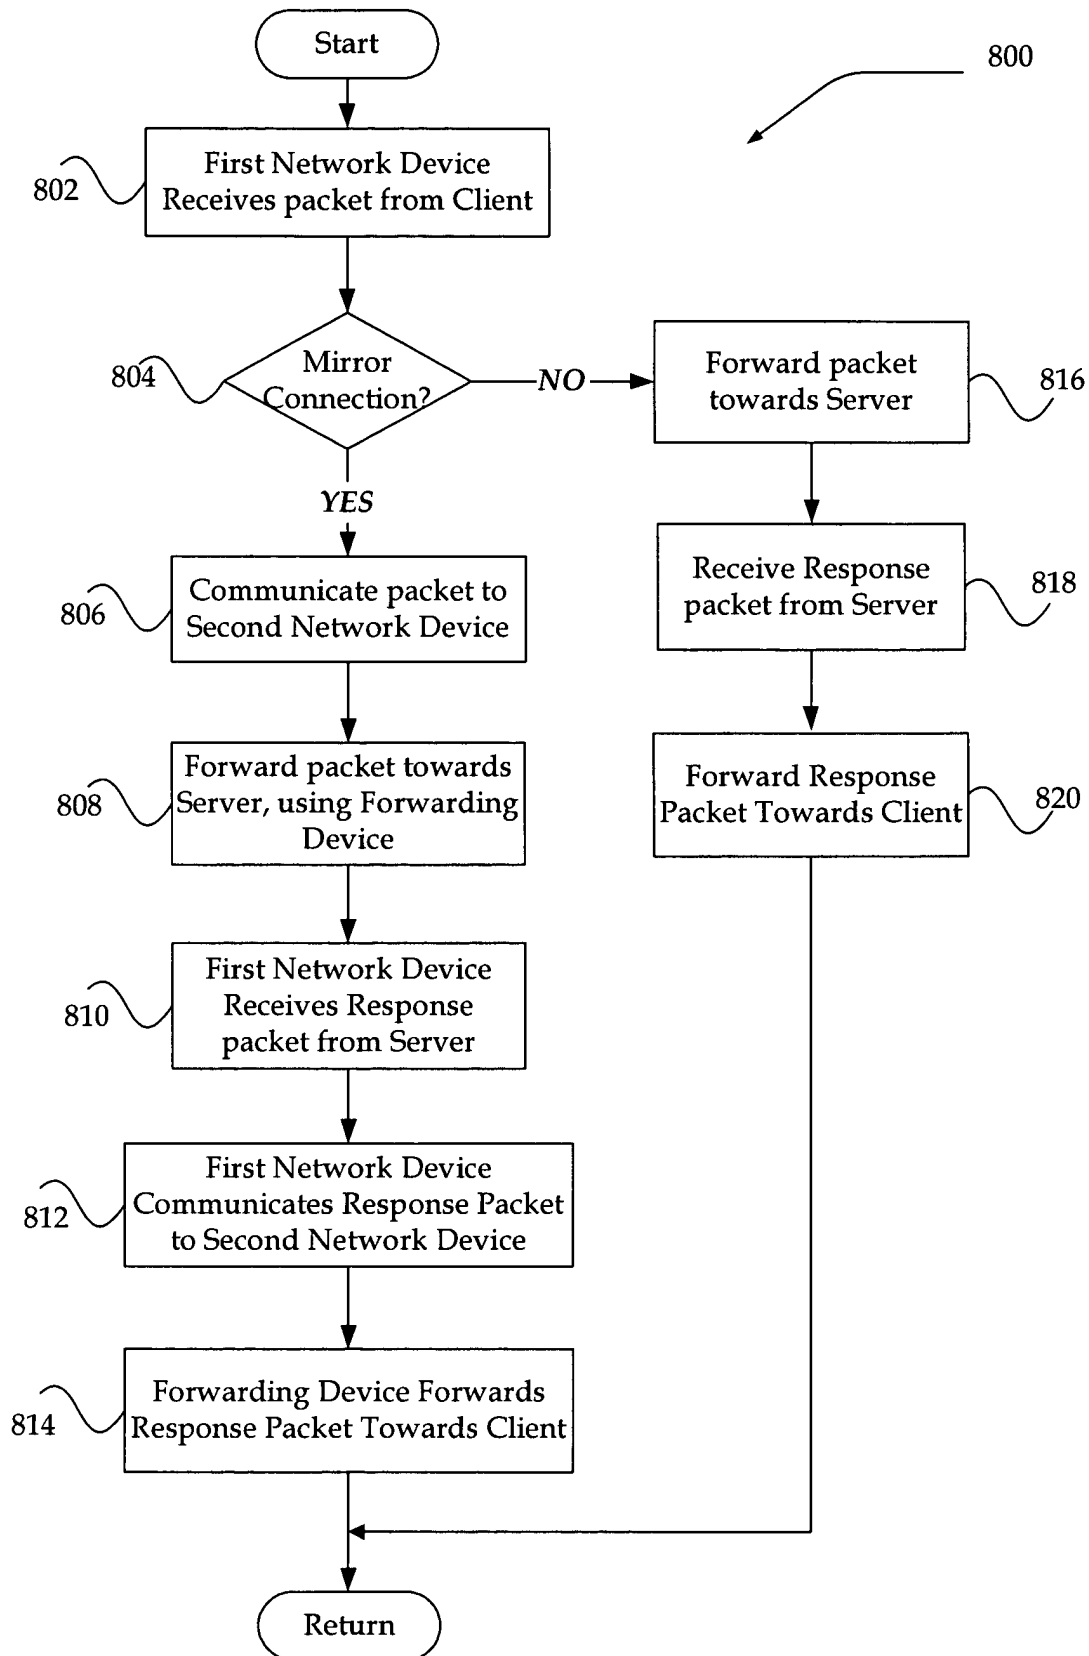 Start
800
First Network Device
Receives packet from Client
802
Mirror
Connection?
804
NO
Forward packet
towards Server
816
YES
Communicate packet to
Second Network Device
806
Receive Response
packet from Server
818
Forward packet towards
Server, using Forwarding
Device
808
Forward Response
Packet Towards Client
820
First Network Device
Receives Response
packet from Server
810
First Network Device
Communicates Response Packet
to Second Network Device
812
Forwarding Device Forwards
Response Packet Towards Client
814
Return